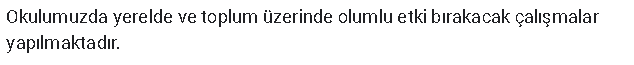 Okulumuzda yerelde ve toplum üzerinde olumlu etki bırakacak çalışmalar
yapılmaktadır.